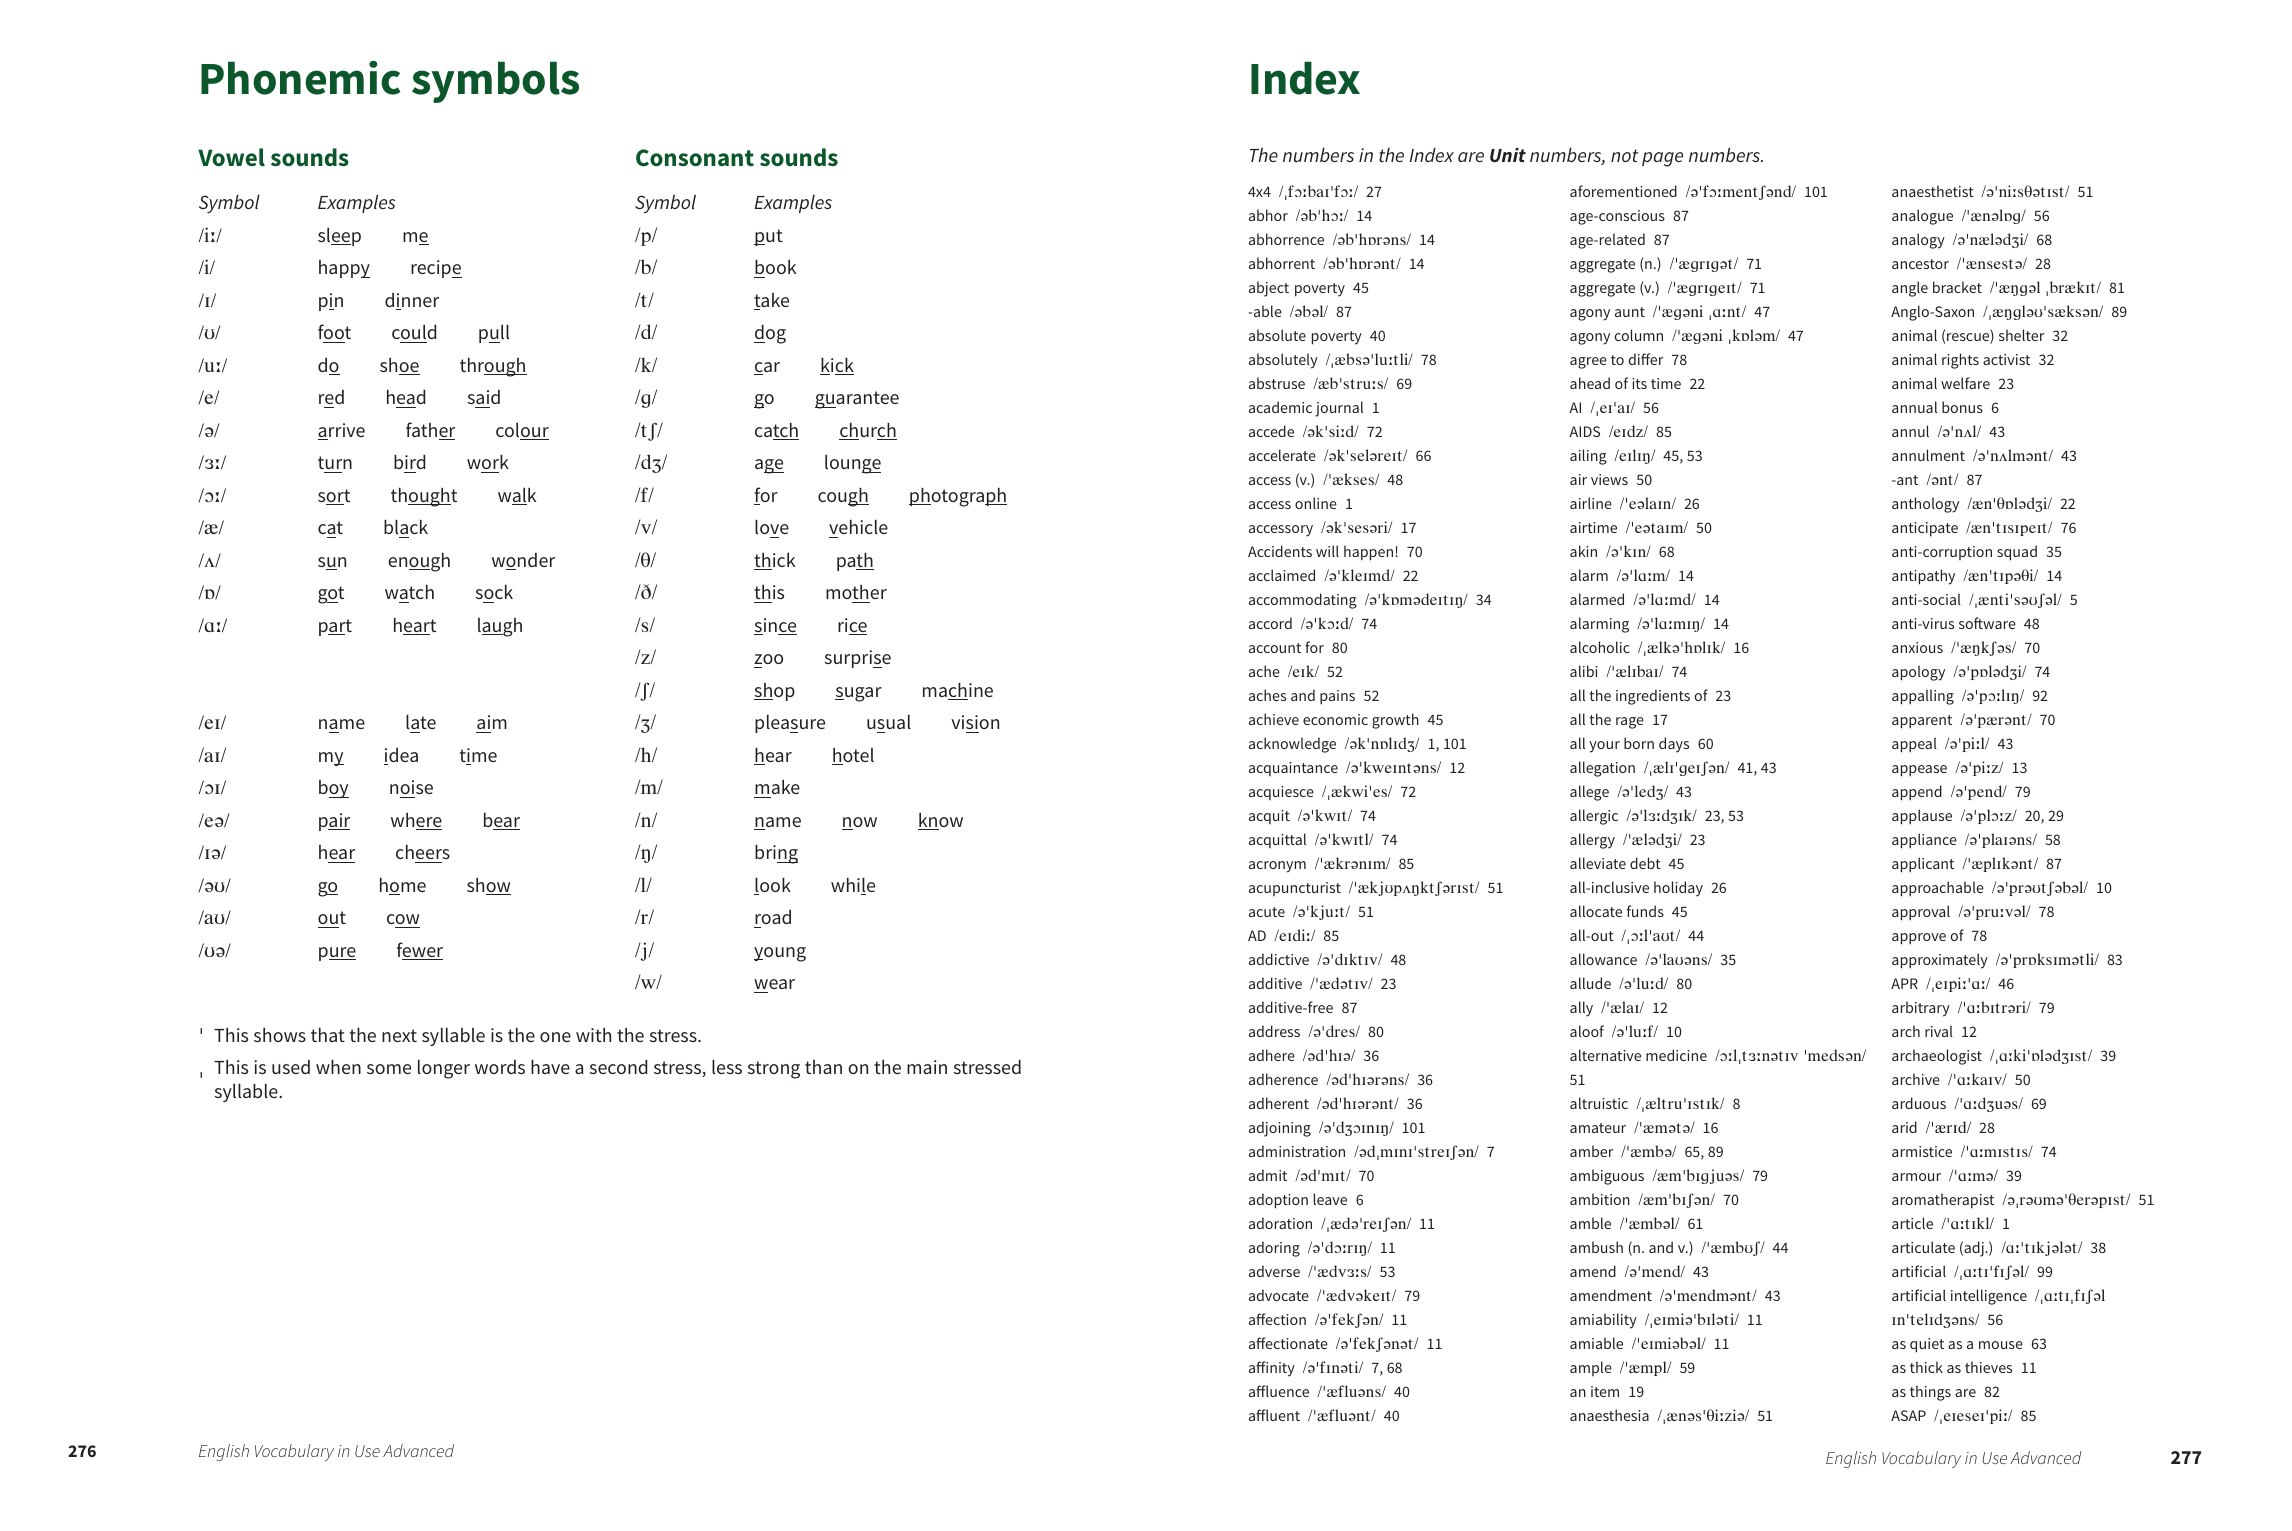 Phonemic symbols
Vowel sounds
Symbol Examples
/iː/ sleep me
/i/ happy recipe
/ɪ/ pin dinner
/ʊ/ foot could pull
/uː/ do shoe through
/e/ red head said
/ə/ arrive father colour
/ɜː/ turn bird work
/ɔː/ sort thought walk
/æ/ cat black
/ʌ/ sun enough wonder
/ɒ/ got watch sock
/ɑː/ part heart laugh
/eɪ/ name late aim
/aɪ/ my idea time
/ɔɪ/ boy noise
/eə/ pair where bear
/ɪə/ hear cheers
/əʊ/ go home show
/aʊ/ out cow
/ʊə/ pure fewer
Consonant sounds
Symbol Examples
/p/ put
/b/ book
/t/ take
/d/ dog
/k/ car kick
/ɡ/ go guarantee
/tʃ/ catch church
/dʒ/ age lounge
/f/ for cough photograph
/v/ love vehicle
/θ/ thick path
/ð/ this mother
/s/ since rice
/z/ zoo surprise
/ʃ/ shop sugar machine
/ʒ/ pleasure usual vision
/h/ hear hotel
/m/ make
/n/ name now know
/ŋ/ bring
/l/ look while
/r/ road
/j/ young
/w/ wear
ˈ This shows that the next syllable is the one with the stress.
ˌ This is used when some longer words have a second stress, less strong than on the main stressed
syllable.
276 English Vocabulary in Use Advanced
Index
The numbers in the Index are Unit numbers, not page numbers.
4x4 /ˌfɔːbaɪˈfɔː/ 27
abhor /əbˈhɔː/ 14
abhorrence /əbˈhɒrəns/ 14
abhorrent /əbˈhɒrənt/ 14
abject poverty 45
-able /əbəl/ 87
absolute poverty 40
absolutely /ˌæbsəˈluːtli/ 78
abstruse /æbˈstruːs/ 69
academic journal 1
accede /əkˈsiːd/ 72
accelerate /əkˈseləreɪt/ 66
access (v.) /ˈækses/ 48
access online 1
accessory /əkˈsesəri/ 17
Accidents will happen! 70
acclaimed /əˈkleɪmd/ 22
accommodating /əˈkɒmədeɪtɪŋ/ 34
accord /əˈkɔːd/ 74
account for 80
ache /eɪk/ 52
aches and pains 52
achieve economic growth 45
acknowledge /əkˈnɒlɪdʒ/ 1, 101
acquaintance /əˈkweɪntəns/ 12
acquiesce /ˌækwiˈes/ 72
acquit /əˈkwɪt/ 74
acquittal /əˈkwɪtl/ 74
acronym /ˈækrənɪm/ 85
acupuncturist /ˈækjʊpʌŋktʃərɪst/ 51
acute /əˈkjuːt/ 51
AD /eɪdiː/ 85
addictive /əˈdɪktɪv/ 48
additive /ˈædətɪv/ 23
additive-free 87
address /əˈdres/ 80
adhere /ədˈhɪə/ 36
adherence /ədˈhɪərəns/ 36
adherent /ədˈhɪərənt/ 36
adjoining /əˈdʒɔɪnɪŋ/ 101
administration /ədˌmɪnɪˈstreɪʃən/ 7
admit /ədˈmɪt/ 70
adoption leave 6
adoration /ˌædəˈreɪʃən/ 11
adoring /əˈdɔːrɪŋ/ 11
adverse /ˈædvɜːs/ 53
advocate /ˈædvəkeɪt/ 79
affection /əˈfekʃən/ 11
affectionate /əˈfekʃənət/ 11
affinity /əˈfɪnəti/ 7, 68
affluence /ˈæfluəns/ 40
affluent /ˈæfluənt/ 40
aforementioned /əˈfɔːmentʃənd/ 101
age-conscious 87
age-related 87
aggregate (n.) /ˈæɡrɪɡət/ 71
aggregate (v.) /ˈæɡrɪɡeɪt/ 71
agony aunt /ˈæɡəni ˌɑːnt/ 47
agony column /ˈæɡəni ˌkɒləm/ 47
agree to differ 78
ahead of its time 22
AI /ˌeɪˈaɪ/ 56
AIDS /eɪdz/ 85
ailing /eɪlɪŋ/ 45, 53
air views 50
airline /ˈeəlaɪn/ 26
airtime /ˈeətaɪm/ 50
akin /əˈkɪn/ 68
alarm /əˈlɑːm/ 14
alarmed /əˈlɑːmd/ 14
alarming /əˈlɑːmɪŋ/ 14
alcoholic /ˌælkəˈhɒlɪk/ 16
alibi /ˈælɪbaɪ/ 74
all the ingredients of 23
all the rage 17
all your born days 60
allegation /ˌælɪˈɡeɪʃən/ 41, 43
allege /əˈledʒ/ 43
allergic /əˈlɜːdʒɪk/ 23, 53
allergy /ˈælədʒi/ 23
alleviate debt 45
all-inclusive holiday 26
allocate funds 45
all-out /ˌɔːlˈaʊt/ 44
allowance /əˈlaʊəns/ 35
allude /əˈluːd/ 80
ally /ˈælaɪ/ 12
aloof /əˈluːf/ 10
alternative medicine /ɔːlˌtɜːnətɪv ˈmedsən/
51
altruistic /ˌæltruˈɪstɪk/ 8
amateur /ˈæmətə/ 16
amber /ˈæmbə/ 65, 89
ambiguous /æmˈbɪɡjuəs/ 79
ambition /æmˈbɪʃən/ 70
amble /ˈæmbəl/ 61
ambush (n. and v.) /ˈæmbʊʃ/ 44
amend /əˈmend/ 43
amendment /əˈmendmənt/ 43
amiability /ˌeɪmiəˈbɪləti/ 11
amiable /ˈeɪmiəbəl/ 11
ample /ˈæmpl/ 59
an item 19
anaesthesia /ˌænəsˈθiːziə/ 51
anaesthetist /əˈniːsθətɪst/ 51
analogue /ˈænəlɒɡ/ 56
analogy /əˈnælədʒi/ 68
ancestor /ˈænsestə/ 28
angle bracket /ˈæŋɡəl ˌbrækɪt/ 81
Anglo-Saxon /ˌæŋɡləʊˈsæksən/ 89
animal (rescue) shelter 32
animal rights activist 32
animal welfare 23
annual bonus 6
annul /əˈnʌl/ 43
annulment /əˈnʌlmənt/ 43
-ant /ənt/ 87
anthology /ænˈθɒlədʒi/ 22
anticipate /ænˈtɪsɪpeɪt/ 76
anti-corruption squad 35
antipathy /ænˈtɪpəθi/ 14
anti-social /ˌæntiˈsəʊʃəl/ 5
anti-virus software 48
anxious /ˈæŋkʃəs/ 70
apology /əˈpɒlədʒi/ 74
appalling /əˈpɔːlɪŋ/ 92
apparent /əˈpærənt/ 70
appeal /əˈpiːl/ 43
appease /əˈpiːz/ 13
append /əˈpend/ 79
applause /əˈplɔːz/ 20, 29
appliance /əˈplaɪəns/ 58
applicant /ˈæplɪkənt/ 87
approachable /əˈprəʊtʃəbəl/ 10
approval /əˈpruːvəl/ 78
approve of 78
approximately /əˈprɒksɪmətli/ 83
APR /ˌeɪpiːˈɑː/ 46
arbitrary /ˈɑːbɪtrəri/ 79
arch rival 12
archaeologist /ˌɑːkiˈɒlədʒɪst/ 39
archive /ˈɑːkaɪv/ 50
arduous /ˈɑːdʒuəs/ 69
arid /ˈærɪd/ 28
armistice /ˈɑːmɪstɪs/ 74
armour /ˈɑːmə/ 39
aromatherapist /əˌrəʊməˈθerəpɪst/ 51
article /ˈɑːtɪkl/ 1
articulate (adj.) /ɑːˈtɪkjələt/ 38
artificial /ˌɑːtɪˈfɪʃəl/ 99
artificial intelligence /ˌɑːtɪˌfɪʃəl
ɪnˈtelɪdʒəns/ 56
as quiet as a mouse 63
as thick as thieves 11
as things are 82
ASAP /ˌeɪeseɪˈpiː/ 85
English Vocabulary in Use Advanced 277